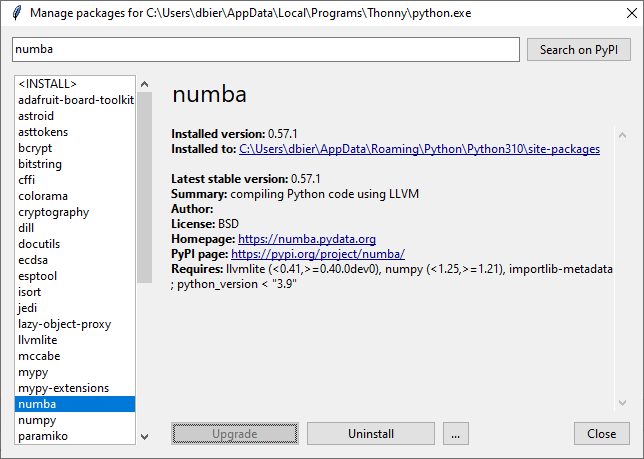 Manage packages for C:\Users\dbier\AppData\Local\Programs\Thonny\python.exe
numba
Search on PyPI
<INSTALL>
adafruit-board-toolkit
astroid
asttokens
bcrypt
bitstring
cffi
colorama
cryptography
dill
docutils
ecdsa
esptool
isort
jedi
lazy-object-proxy
llvmlite
mccabe
mypy
mypy-extensions
numba
numpy
paramiko
numba
Installed version: 0.57.1
Installed to: C:\Users\dbier\AppData\Roaming\Python\Python310\site-packages
Latest stable version: 0.57.1
Summary: compiling Python code using LLVM
Author:
License: BSD
Homepage: https://numba.pydata.org
PyPI page: https://pypi.org/project/numba/
Requires: llvmlite (<0.41,>=0.40.0dev0), numpy (<1.25,>=1.21), importlib-metadata
; python_version < "3.9"
Upgrade
Uninstall
...
Close